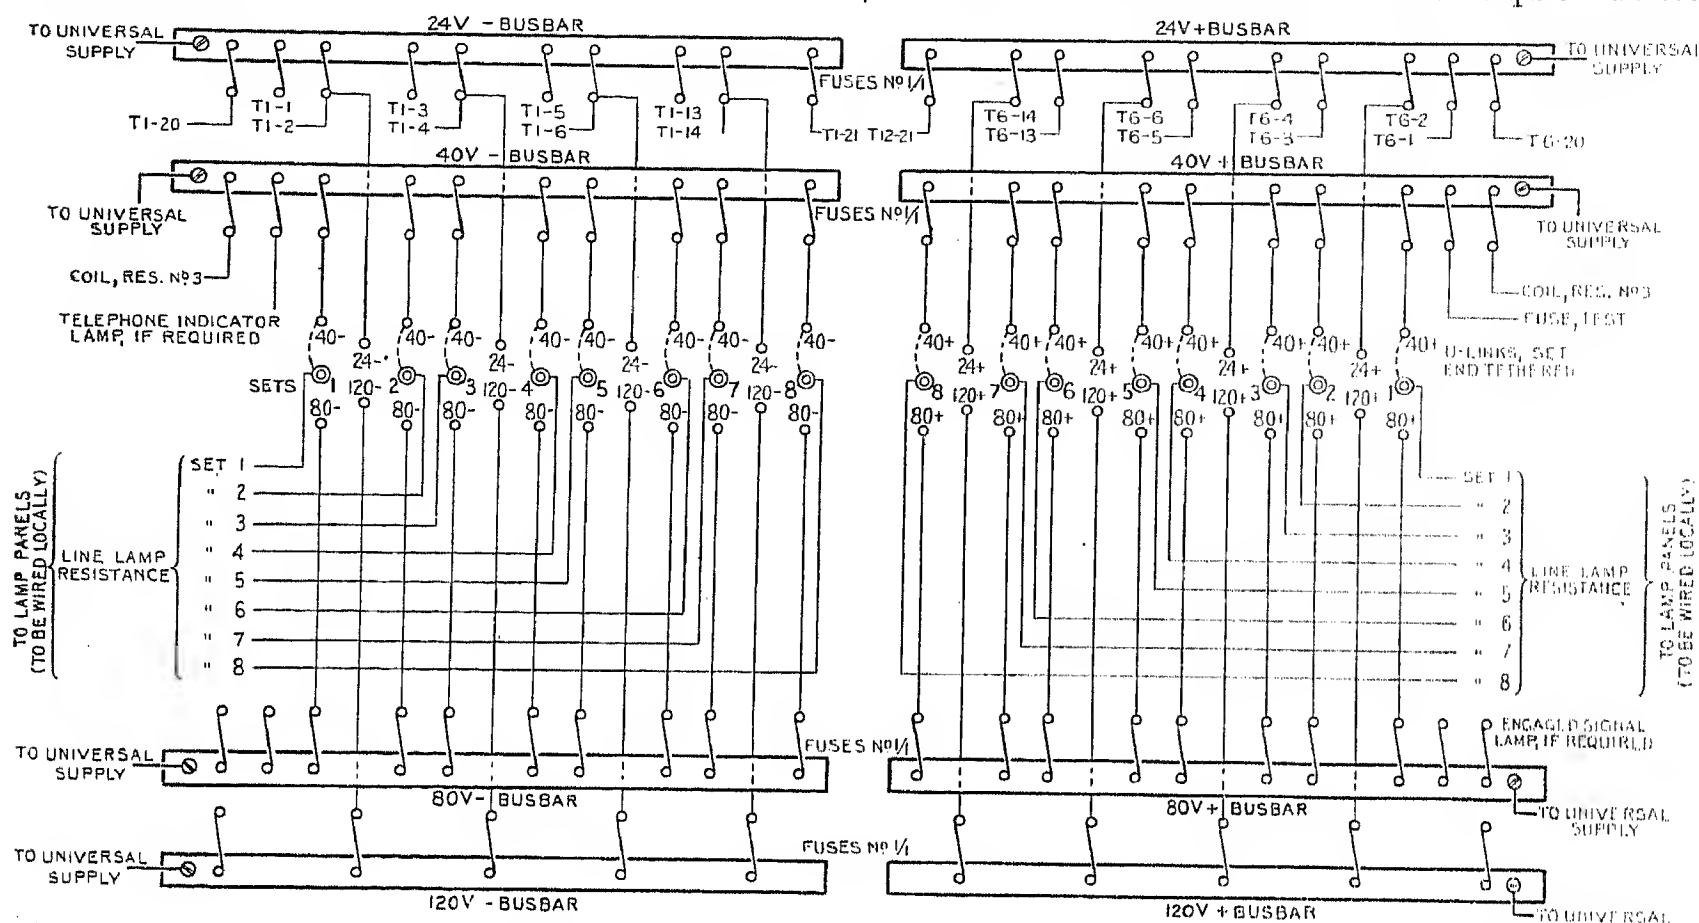 24V - BUSBAR
24V+BUSBAR
TO UNIVERSAL
SUPPLY
TO UNIVERSAL
SUPPLY
FUSES Nº 1/1
T1-20
T1-1
T1-2
T1-3
T1-4
T1-5
T1-6
T1-13
T1-14
T1-21 T12-21
T6-14
T6-13
T6-6
T6-5
T6-4
T6-3
T6-2
T6-1
T6-20
40V - BUSBAR
40V + BUSBAR
TO UNIVERSAL
SUPPLY
FUSES Nº 1/1
TO UNIVERSAL
SUPPLY
COIL, RES. Nº 3
COIL, RES. Nº 3
TELEPHONE INDICATOR
LAMP, IF REQUIRED
FUSE, TEST
40- 40- 40- 40- 40- 40- 40- 40-
40+ 40+ 40+ 40+ 40+ 40+ 40+ 40+
U-LINKS, SET
END TETHERED
24- 24- 24- 24-
24+ 24+ 24+ 24+
SETS 1 120- 2 3 120- 4 5 120- 6 7 120- 8
8 120+ 7 6 120+ 5 4 120+ 3 2 120+ 1
80- 80- 80- 80- 80- 80- 80- 80-
80+ 80+ 80+ 80+ 80+ 80+ 80+ 80+
TO LAMP PANELS
(TO BE WIRED LOCALLY)
LINE LAMP
RESISTANCE
SET 1
" 2
" 3
" 4
" 5
" 6
" 7
" 8
SET 1
" 2
" 3
" 4
" 5
" 6
" 7
" 8
LINE LAMP
RESISTANCE
TO LAMP PANELS
(TO BE WIRED LOCALLY)
ENGAGED SIGNAL
LAMP, IF REQUIRED
TO UNIVERSAL
SUPPLY
FUSES Nº 1/1
80V- BUSBAR
80V+ BUSBAR
TO UNIVERSAL
SUPPLY
TO UNIVERSAL
SUPPLY
FUSES Nº 1/1
120V - BUSBAR
120V + BUSBAR
TO UNIVERSAL